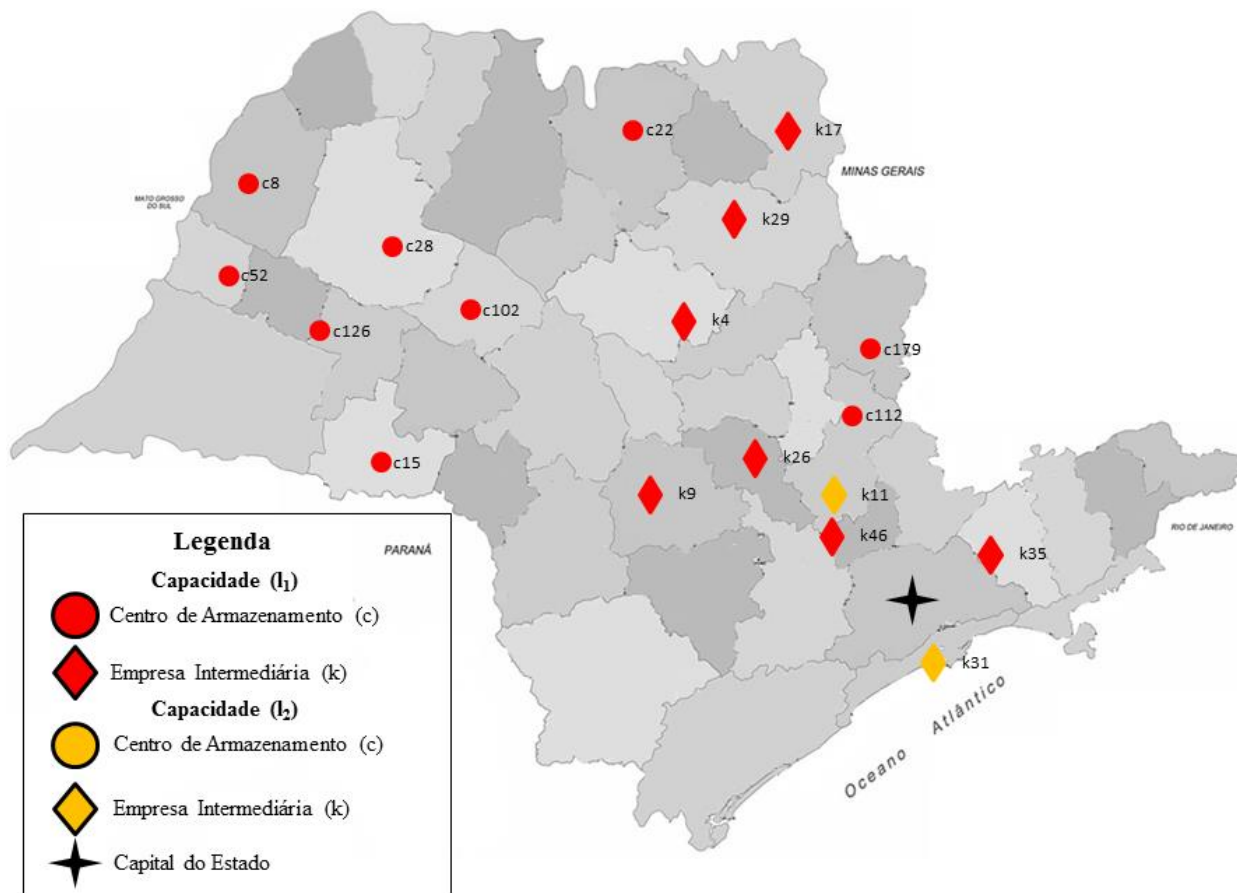 c22
k17
MINAS GERAIS
c8
MATO GROSSO
DO SUL
k29
c28
c52
c102
k4
c126
c179
c112
k26
c15
k9
k11
RIO DE JANEIRO
k46
k35
PARANÁ
k31
Oceano Atlântico
Legenda
Capacidade (l₁)
Centro de Armazenamento (c)
Empresa Intermediária (k)
Capacidade (l₂)
Centro de Armazenamento (c)
Empresa Intermediária (k)
Capital do Estado